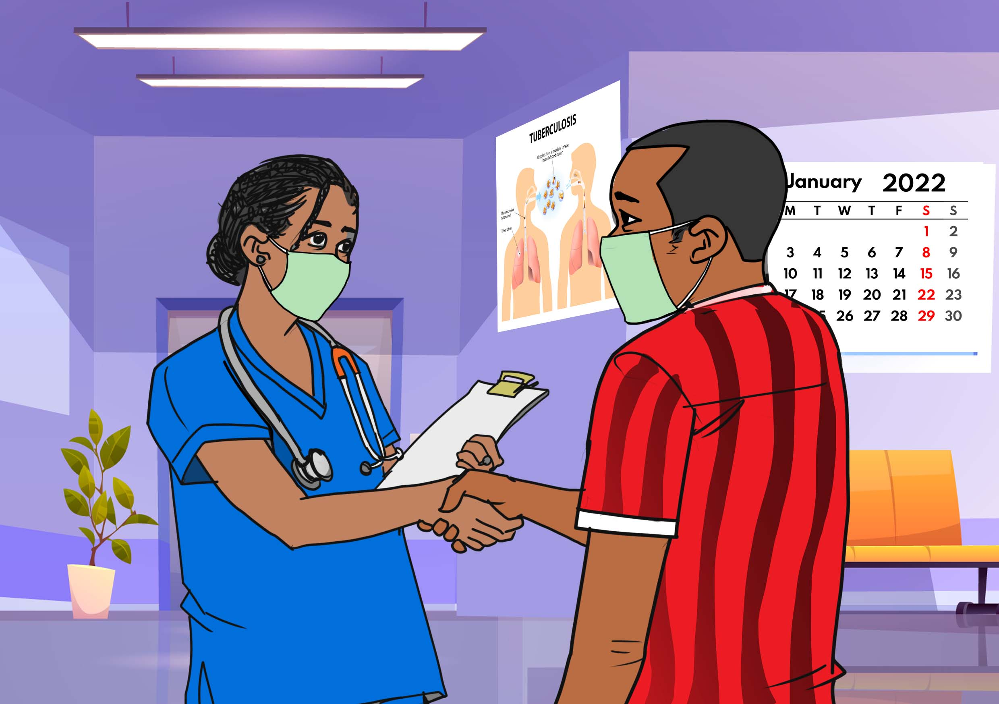 TUBERCULOSIS
Droplets from a cough or sneeze
by an infected person
Mycobacterium
tuberculosis
Tuberculosis
January 2022
M T W T F S S
1 2
3 4 5 6 7 8 9
10 11 12 13 14 15 16
17 18 19 20 21 22 23
26 27 28 29 30